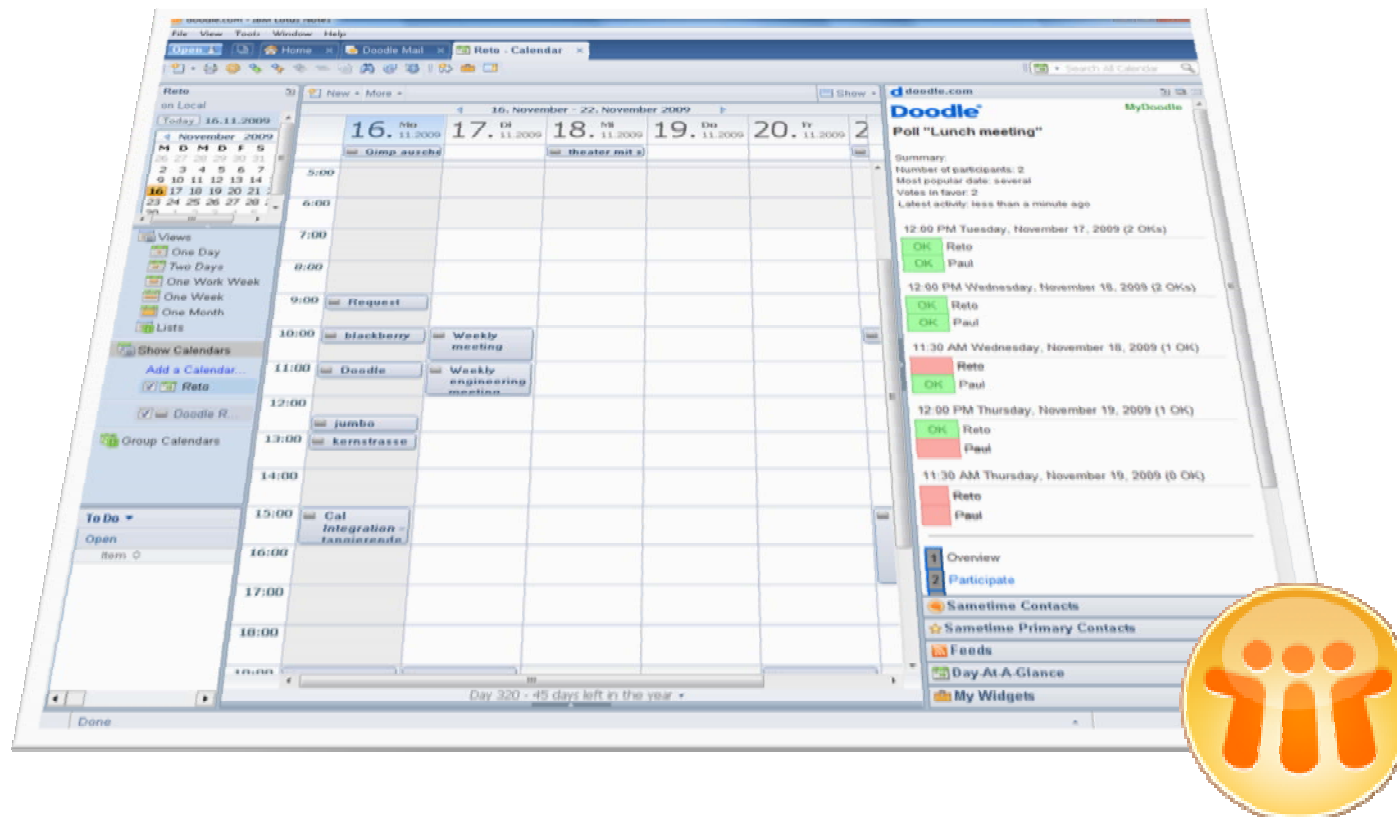 doodle.com - IBM Lotus Notes
File View Tools Window Help
Open Home Doodle Mail Reto - Calendar
Search All Calendar
Reto
on Local
Today 16.11.2009
November 2009
M D M D F S
26 27 28 29 30 31
2 3 4 5 6 7
9 10 11 12 13 14
16 17 18 19 20 21
23 24 25 26 27 28
Views
One Day
Two Days
One Work Week
One Week
One Month
Lists
Show Calendars
Add a Calendar...
Reto
Doodle R...
Group Calendars
To Do
Open
Item
Done
New More Show
16. November - 22. November 2009
16. Mo 11.2009 17. Di 11.2009 18. Mi 11.2009 19. Do 11.2009 20. Fr 11.2009 2
Gimp ausche theater mit s
5:00
6:00
7:00
8:00
9:00 Request
10:00 blackberry Weekly meeting
11:00 Doodle Weekly engineering meeting
12:00
jumbo
13:00 kernstrasse
14:00
15:00 Cal Integration -
tangierende
16:00
17:00
18:00
19:00
Day 320 - 45 days left in the year
doodle.com
Doodle MyDoodle
Poll "Lunch meeting"
Summary:
Number of participants: 2
Most popular date: several
Votes in favor: 2
Latest activity: less than a minute ago
12:00 PM Tuesday, November 17, 2009 (2 OKs)
OK Reto
OK Paul
12:00 PM Wednesday, November 18, 2009 (2 OKs)
OK Reto
OK Paul
11:30 AM Wednesday, November 18, 2009 (1 OK)
Reto
OK Paul
12:00 PM Thursday, November 19, 2009 (1 OK)
OK Reto
Paul
11:30 AM Thursday, November 19, 2009 (0 OK)
Reto
Paul
1 Overview
2 Participate
Sametime Contacts
Sametime Primary Contacts
Feeds
Day-At-A-Glance
My Widgets